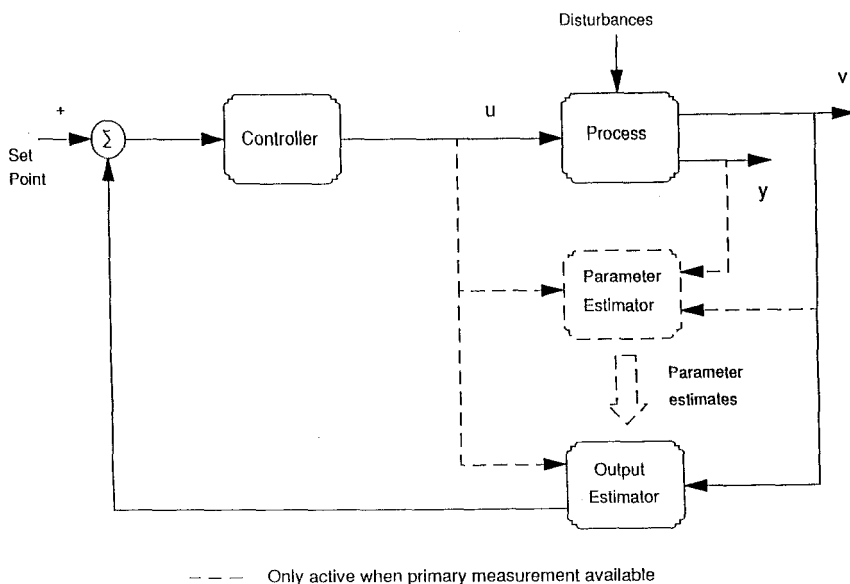 Disturbances
v
+
u
Σ
Controller
Process
Set
Point
y
Parameter
Estimator
Parameter
estimates
Output
Estimator
Only active when primary measurement available